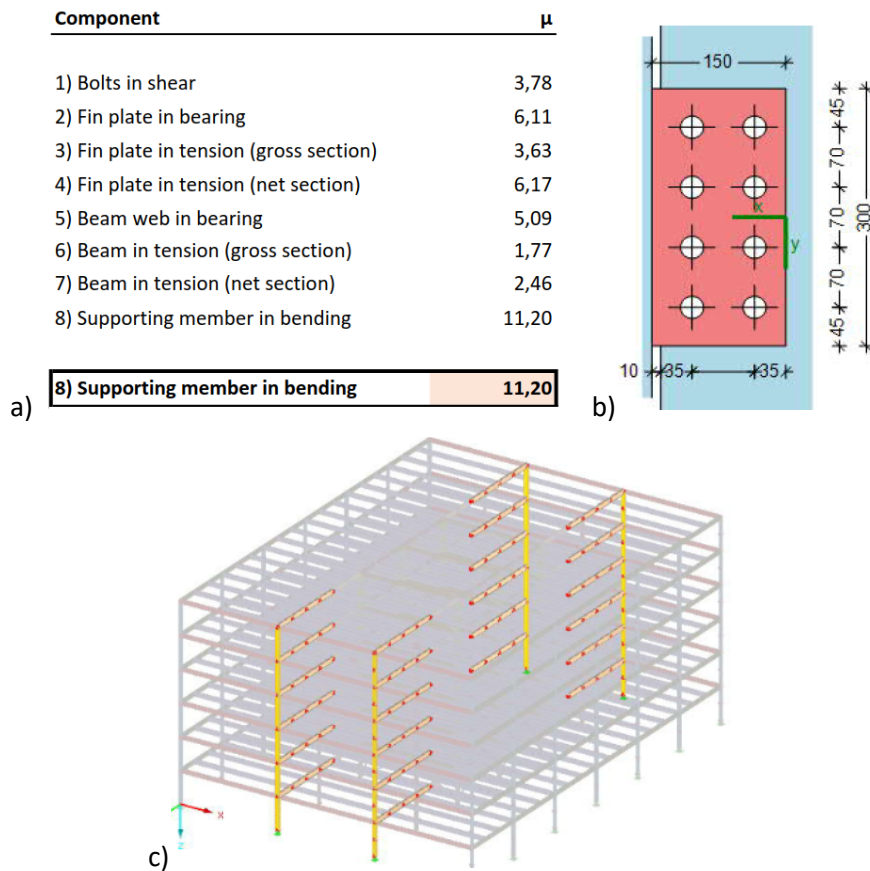 Component μ
1) Bolts in shear 3,78
2) Fin plate in bearing 6,11
3) Fin plate in tension (gross section) 3,63
4) Fin plate in tension (net section) 6,17
5) Beam web in bearing 5,09
6) Beam in tension (gross section) 1,77
7) Beam in tension (net section) 2,46
8) Supporting member in bending 11,20
8) Supporting member in bending 11,20
a)
150
45
70
70
70
45
300
x
y
10 35 35
b)
x
z
c)